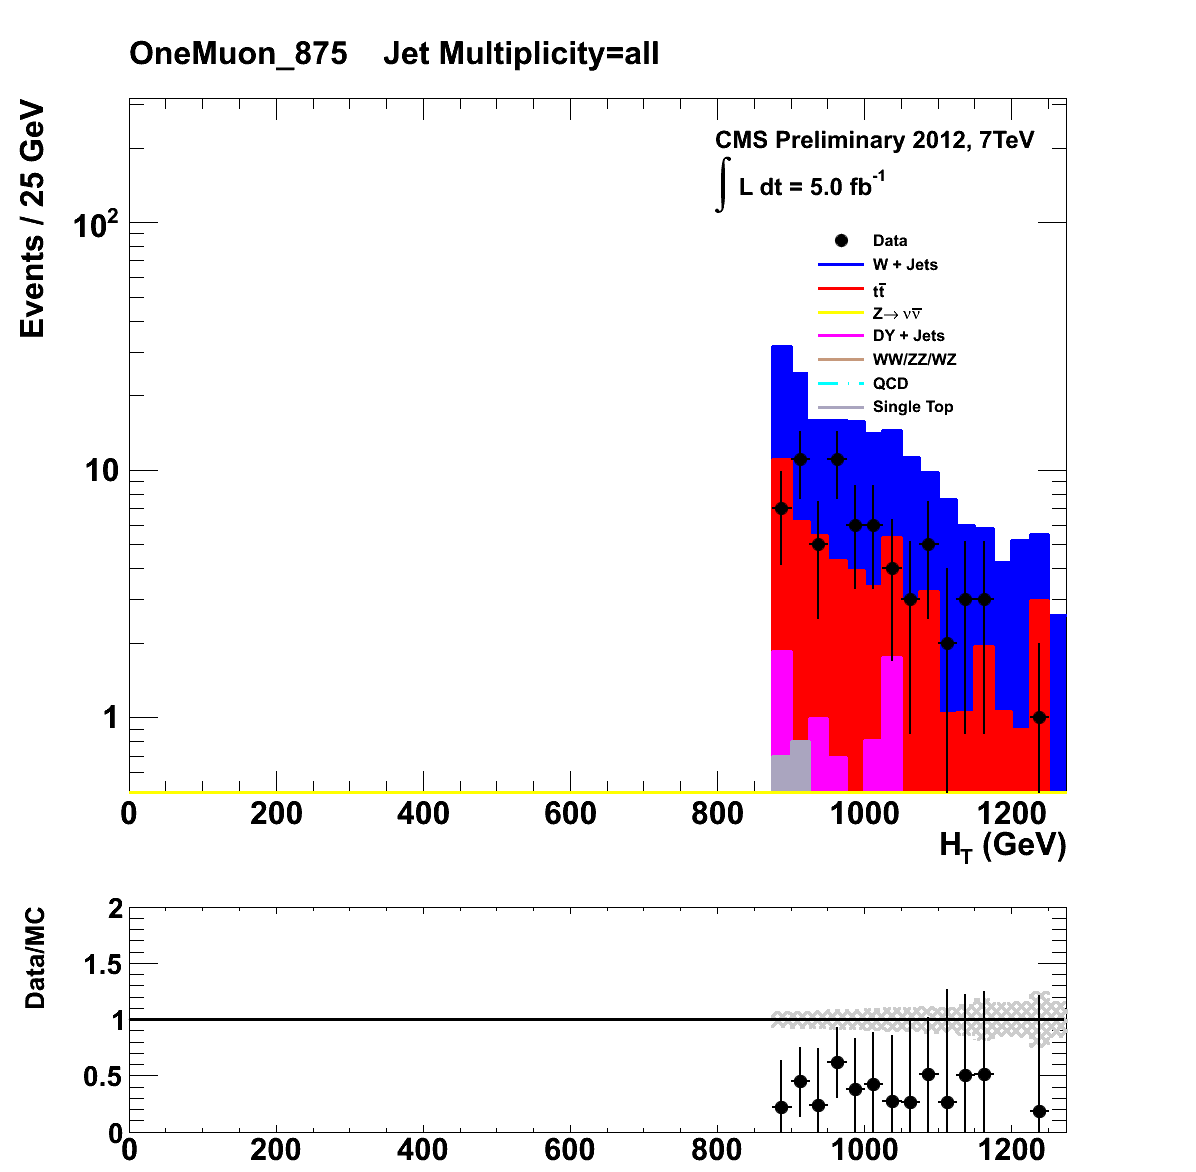 OneMuon_875 Jet Multiplicity=all
Events / 25 GeV
CMS Preliminary 2012, 7TeV
∫ L dt = 5.0 fb⁻¹
Data
W + Jets
tt̅
Z→ νν̅
DY + Jets
WW/ZZ/WZ
QCD
Single Top
10²
10
1
0 200 400 600 800 1000 1200
H_T (GeV)
Data/MC
2
1.5
1
0.5
0
0 200 400 600 800 1000 1200